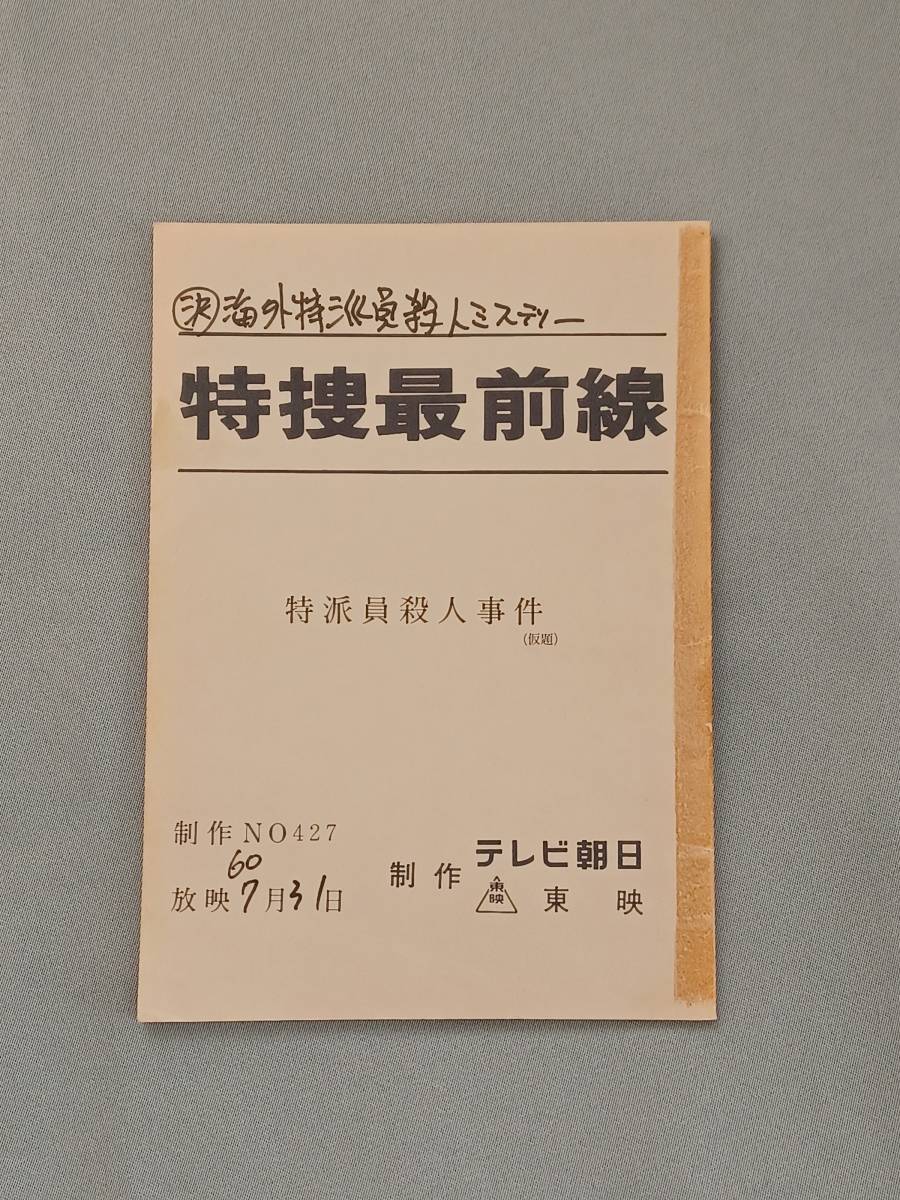 決 海外特派員殺人ミステリー
特捜最前線
特派員殺人事件
(仮題)
制作NO427
60
放映7月31日
制作 テレビ朝日
東映 東映